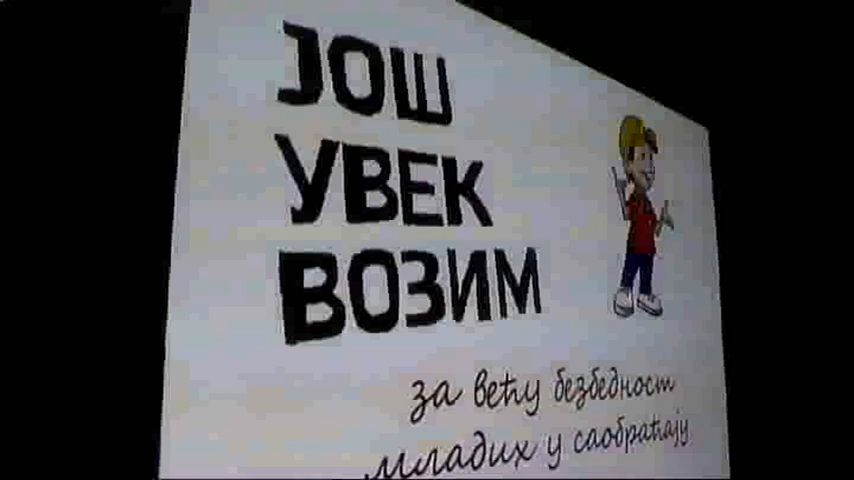 ЈОШ
УВЕК
ВОЗИМ
за већу безбедност
младих у саобраћају